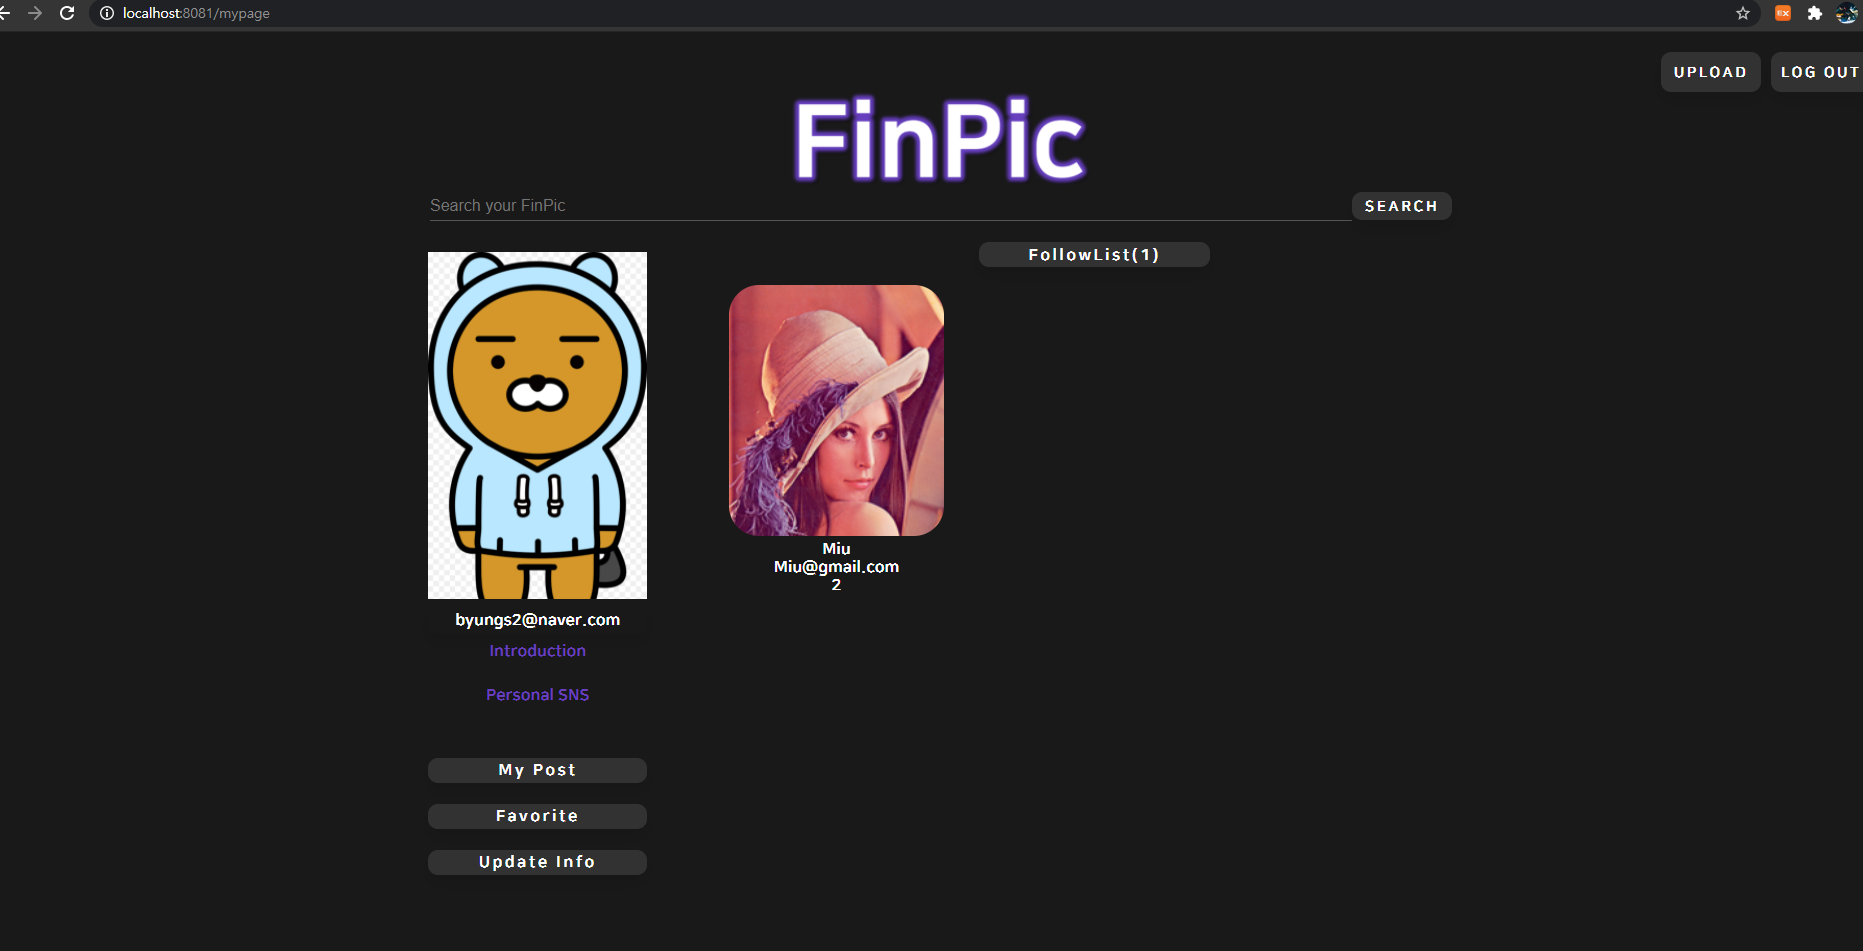 localhost:8081/mypage
UPLOAD
LOG OUT
FinPic
Search your FinPic
SEARCH
FollowList(1)
Miu
Miu@gmail.com
2
byungs2@naver.com
Introduction
Personal SNS
My Post
Favorite
Update Info